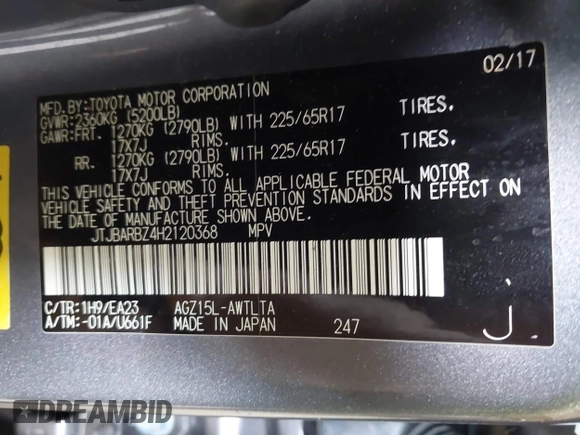 02/17
MFD.BY:TOYOTA MOTOR CORPORATION
GVWR:2360KG (5200LB)
GAWR:FRT. 1270KG (2790LB) WITH 225/65R17 TIRES,
17X7J RIMS.
RR. 1270KG (2790LB) WITH 225/65R17 TIRES,
17X7J RIMS.
THIS VEHICLE CONFORMS TO ALL APPLICABLE FEDERAL MOTOR
VEHICLE SAFETY AND THEFT PREVENTION STANDARDS IN EFFECT ON
THE DATE OF MANUFACTURE SHOWN ABOVE.
JTJBARBZ4H2120368 MPV
C/TR:1H9/EA23 AGZ15L-AWTLTA
A/TM:-01A/U661F MADE IN JAPAN 247 J
DREAMBID